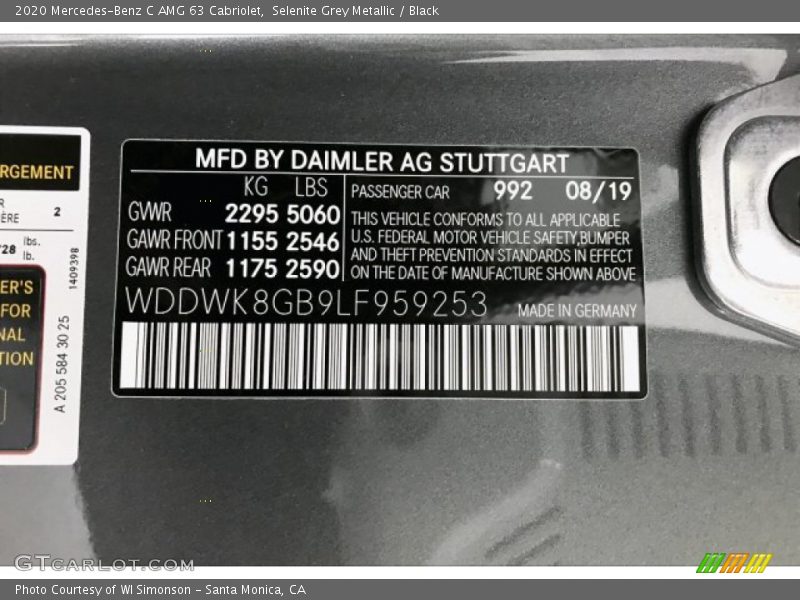 2020 Mercedes-Benz C AMG 63 Cabriolet, Selenite Grey Metallic / Black
RGEMENT
2
lbs.
lb.
1409398
A 205 584 30 25
ER'S
FOR
NAL
TION
MFD BY DAIMLER AG STUTTGART
KG LBS
GVWR 2295 5060
GAWR FRONT 1155 2546
GAWR REAR 1175 2590
PASSENGER CAR 992 08/19
THIS VEHICLE CONFORMS TO ALL APPLICABLE
U.S. FEDERAL MOTOR VEHICLE SAFETY,BUMPER
AND THEFT PREVENTION STANDARDS IN EFFECT
ON THE DATE OF MANUFACTURE SHOWN ABOVE
WDDWK8GB9LF959253 MADE IN GERMANY
GTCARLOT.COM
Photo Courtesy of WI Simonson - Santa Monica, CA